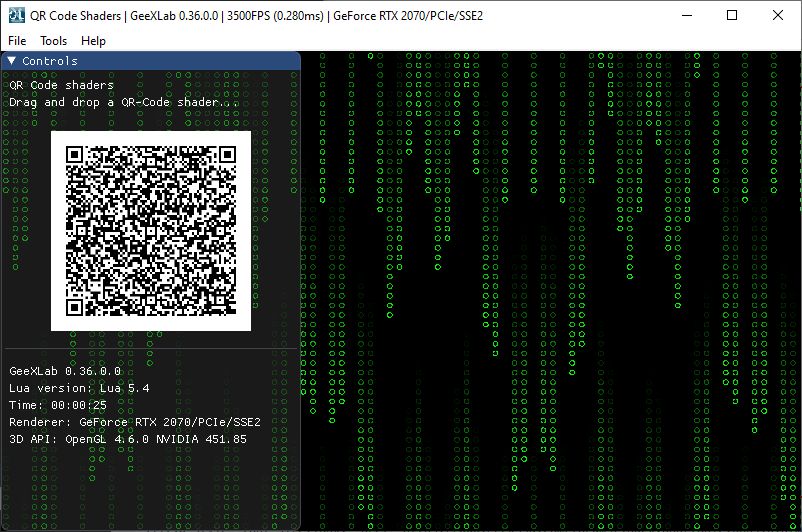 QR Code Shaders | GeeXLab 0.36.0.0 | 3500FPS (0.280ms) | GeForce RTX 2070/PCIe/SSE2
File Tools Help
▼ Controls
QR Code shaders
Drag and drop a QR-Code shader...
GeeXLab 0.36.0.0
Lua version: Lua 5.4
Time: 00:00:25
Renderer: GeForce RTX 2070/PCIe/SSE2
3D API: OpenGL 4.6.0 NVIDIA 451.85